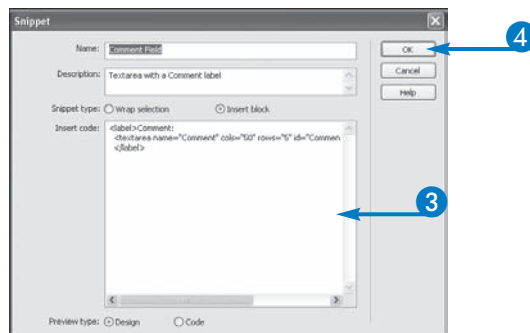 Snippet
Name: Comment Field
OK
Description: Textarea with a Comment label
Cancel
Help
Snippet type: Wrap selection Insert block
Insert code: <label>Comment:
<textarea name="Comment" cols="50" rows="5" id="Commen
</label>
Preview type: Design Code
4
3